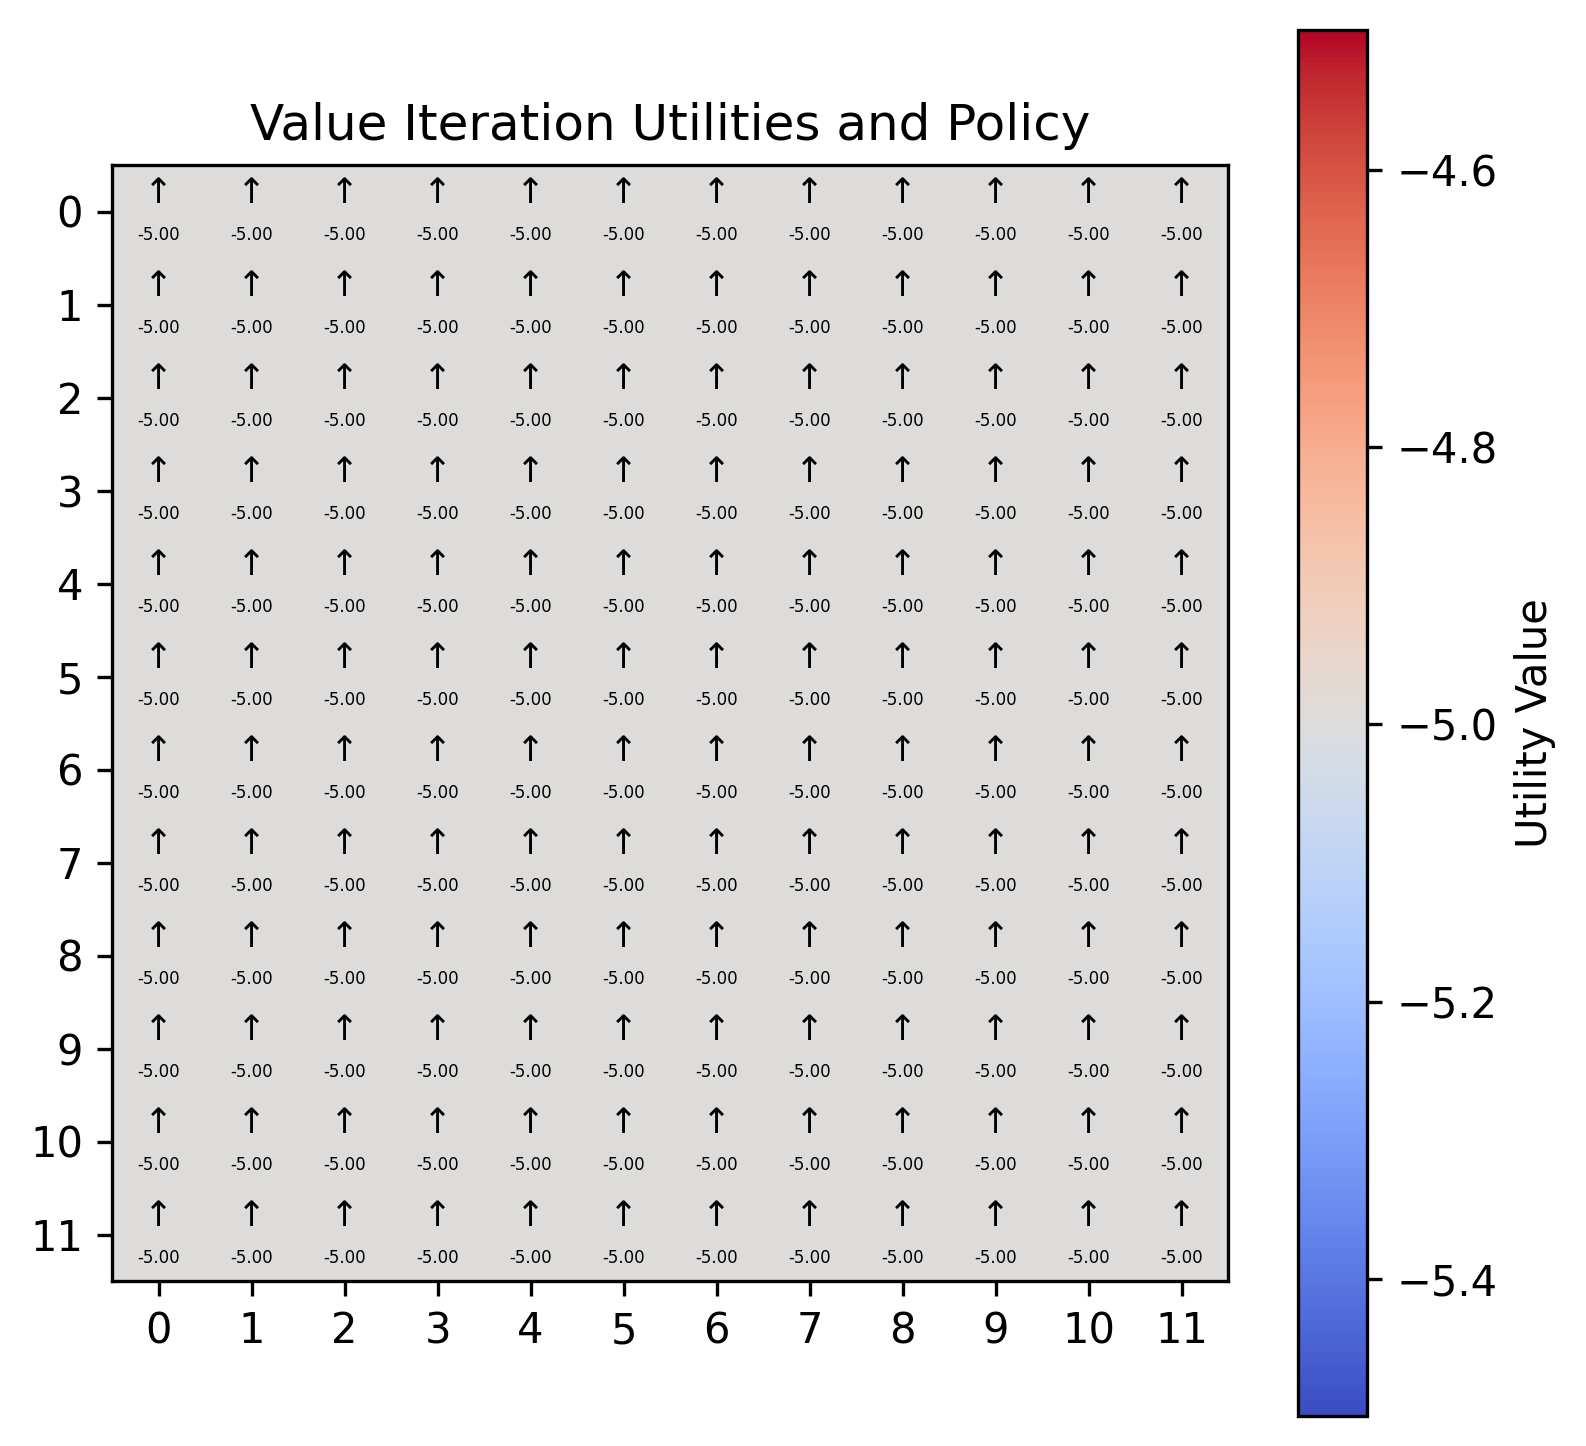 Value Iteration Utilities and Policy
0 ↑ ↑ ↑ ↑ ↑ ↑ ↑ ↑ ↑ ↑ ↑ ↑
-5.00 -5.00 -5.00 -5.00 -5.00 -5.00 -5.00 -5.00 -5.00 -5.00 -5.00 -5.00
1 ↑ ↑ ↑ ↑ ↑ ↑ ↑ ↑ ↑ ↑ ↑ ↑
-5.00 -5.00 -5.00 -5.00 -5.00 -5.00 -5.00 -5.00 -5.00 -5.00 -5.00 -5.00
2 ↑ ↑ ↑ ↑ ↑ ↑ ↑ ↑ ↑ ↑ ↑ ↑
-5.00 -5.00 -5.00 -5.00 -5.00 -5.00 -5.00 -5.00 -5.00 -5.00 -5.00 -5.00
3 ↑ ↑ ↑ ↑ ↑ ↑ ↑ ↑ ↑ ↑ ↑ ↑
-5.00 -5.00 -5.00 -5.00 -5.00 -5.00 -5.00 -5.00 -5.00 -5.00 -5.00 -5.00
4 ↑ ↑ ↑ ↑ ↑ ↑ ↑ ↑ ↑ ↑ ↑ ↑
-5.00 -5.00 -5.00 -5.00 -5.00 -5.00 -5.00 -5.00 -5.00 -5.00 -5.00 -5.00
5 ↑ ↑ ↑ ↑ ↑ ↑ ↑ ↑ ↑ ↑ ↑ ↑
-5.00 -5.00 -5.00 -5.00 -5.00 -5.00 -5.00 -5.00 -5.00 -5.00 -5.00 -5.00
6 ↑ ↑ ↑ ↑ ↑ ↑ ↑ ↑ ↑ ↑ ↑ ↑
-5.00 -5.00 -5.00 -5.00 -5.00 -5.00 -5.00 -5.00 -5.00 -5.00 -5.00 -5.00
7 ↑ ↑ ↑ ↑ ↑ ↑ ↑ ↑ ↑ ↑ ↑ ↑
-5.00 -5.00 -5.00 -5.00 -5.00 -5.00 -5.00 -5.00 -5.00 -5.00 -5.00 -5.00
8 ↑ ↑ ↑ ↑ ↑ ↑ ↑ ↑ ↑ ↑ ↑ ↑
-5.00 -5.00 -5.00 -5.00 -5.00 -5.00 -5.00 -5.00 -5.00 -5.00 -5.00 -5.00
9 ↑ ↑ ↑ ↑ ↑ ↑ ↑ ↑ ↑ ↑ ↑ ↑
-5.00 -5.00 -5.00 -5.00 -5.00 -5.00 -5.00 -5.00 -5.00 -5.00 -5.00 -5.00
10 ↑ ↑ ↑ ↑ ↑ ↑ ↑ ↑ ↑ ↑ ↑ ↑
-5.00 -5.00 -5.00 -5.00 -5.00 -5.00 -5.00 -5.00 -5.00 -5.00 -5.00 -5.00
11 ↑ ↑ ↑ ↑ ↑ ↑ ↑ ↑ ↑ ↑ ↑ ↑
-5.00 -5.00 -5.00 -5.00 -5.00 -5.00 -5.00 -5.00 -5.00 -5.00 -5.00 -5.00
0 1 2 3 4 5 6 7 8 9 10 11
−4.6
−4.8
−5.0
−5.2
−5.4
Utility Value